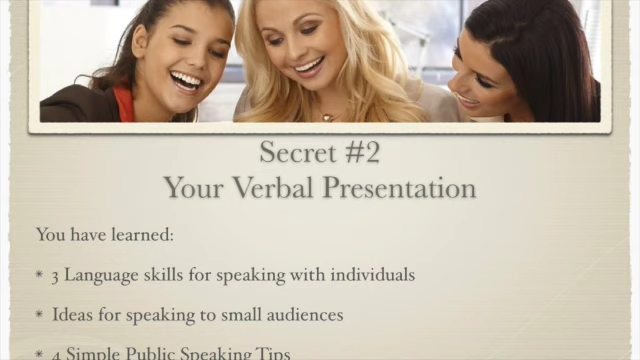 Secret #2
Your Verbal Presentation
You have learned:
* 3 Language skills for speaking with individuals
* Ideas for speaking to small audiences
* 4 Simple Public Speaking Tips